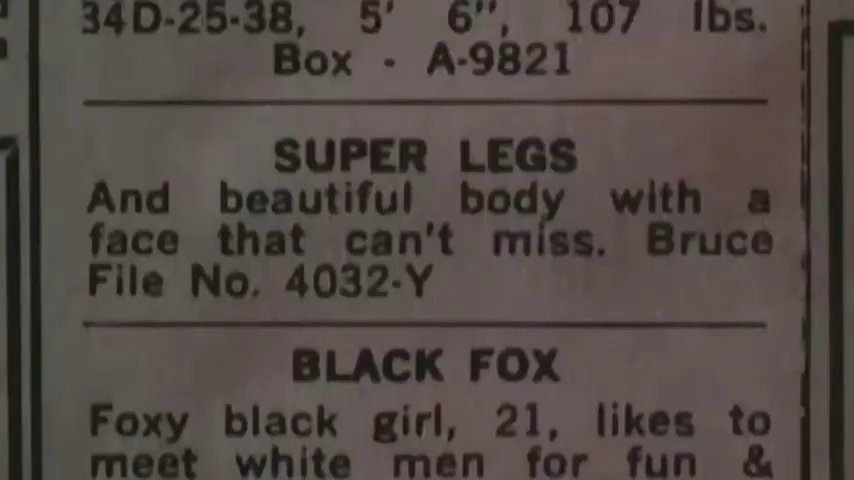 34D-25-38, 5' 6", 107 lbs.
Box - A-9821
SUPER LEGS
And beautiful body with a
face that can't miss. Bruce
File No. 4032-Y
BLACK FOX
Foxy black girl, 21, likes to
meet white men for fun &